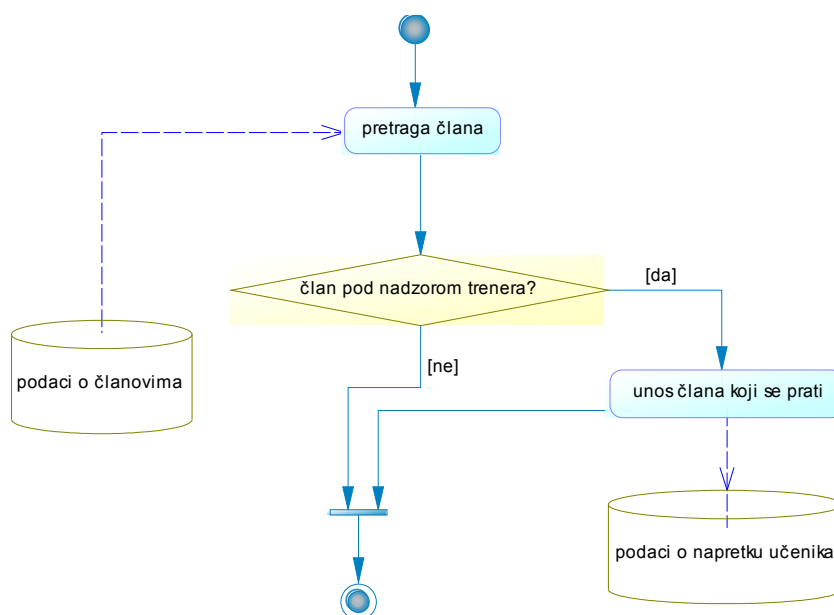 pretraga člana
član pod nadzorom trenera?
[da]
[ne]
podaci o članovima
unos člana koji se prati
podaci o napretku učenika